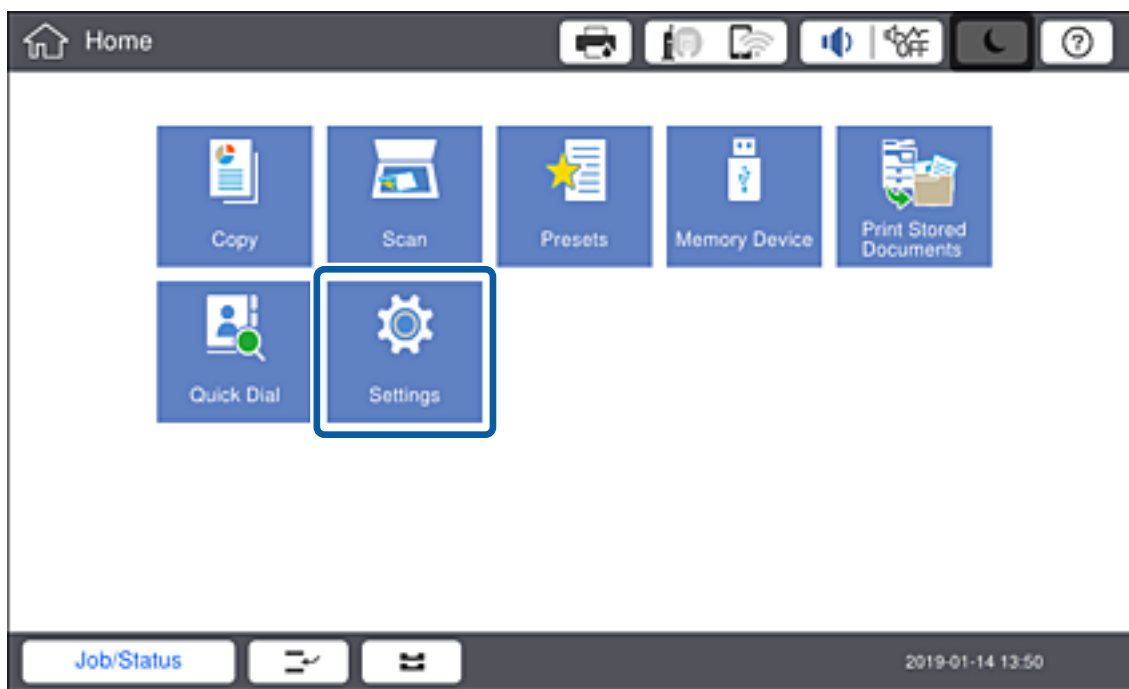 Home
OFF
?
Copy
Scan
Presets
Memory Device
Print Stored
Documents
Quick Dial
Settings
Job/Status
2019-01-14 13:50